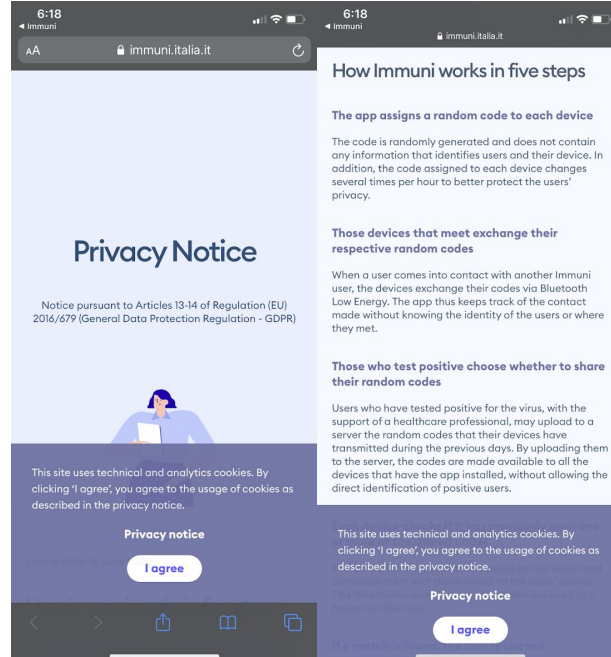 6:18
◀ Immuni
AA
immuni.italia.it
Privacy Notice
Notice pursuant to Articles 13-14 of Regulation (EU)
2016/679 (General Data Protection Regulation - GDPR)
This site uses technical and analytics cookies. By
clicking ‘I agree’, you agree to the usage of cookies as
described in the privacy notice.
Privacy notice
I agree
6:18
◀ Immuni
immuni.italia.it
How Immuni works in five steps
The app assigns a random code to each device
The code is randomly generated and does not contain
any information that identifies users and their device. In
addition, the code assigned to each device changes
several times per hour to better protect the users’
privacy.
Those devices that meet exchange their
respective random codes
When a user comes into contact with another Immuni
user, the devices exchange their codes via Bluetooth
Low Energy. The app thus keeps track of the contact
made without knowing the identity of the users or where
they met.
Those who test positive choose whether to share
their random codes
Users who have tested positive for the virus, with the
support of a healthcare professional, may upload to a
server the random codes that their devices have
transmitted during the previous days. By uploading them
to the server, the codes are made available to all the
devices that have the app installed, without allowing the
direct identification of positive users.
This site uses technical and analytics cookies. By
clicking ‘I agree’, you agree to the usage of cookies as
described in the privacy notice.
Privacy notice
I agree
If a match is found, the user is alerted